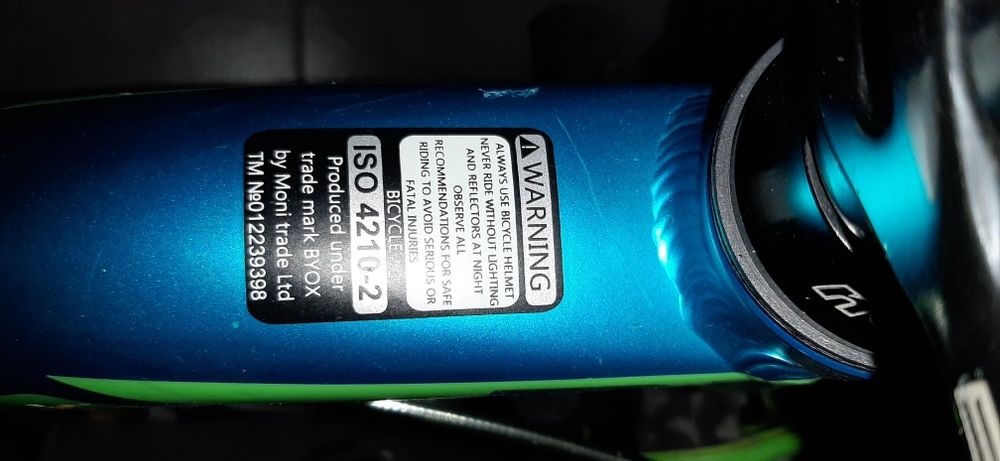 WARNING
ALWAYS USE BICYCLE HELMET
NEVER RIDE WITHOUT LIGHTING
AND REFLECTORS AT NIGHT
OBSERVE ALL
RECOMMENDATIONS FOR SAFE
RIDING TO AVOID SERIOUS OR
FATAL INJURIES
BICYCLE
ISO 4210-2
Produced under
trade mark BYOX
by Moni trade Ltd
TM №012239398